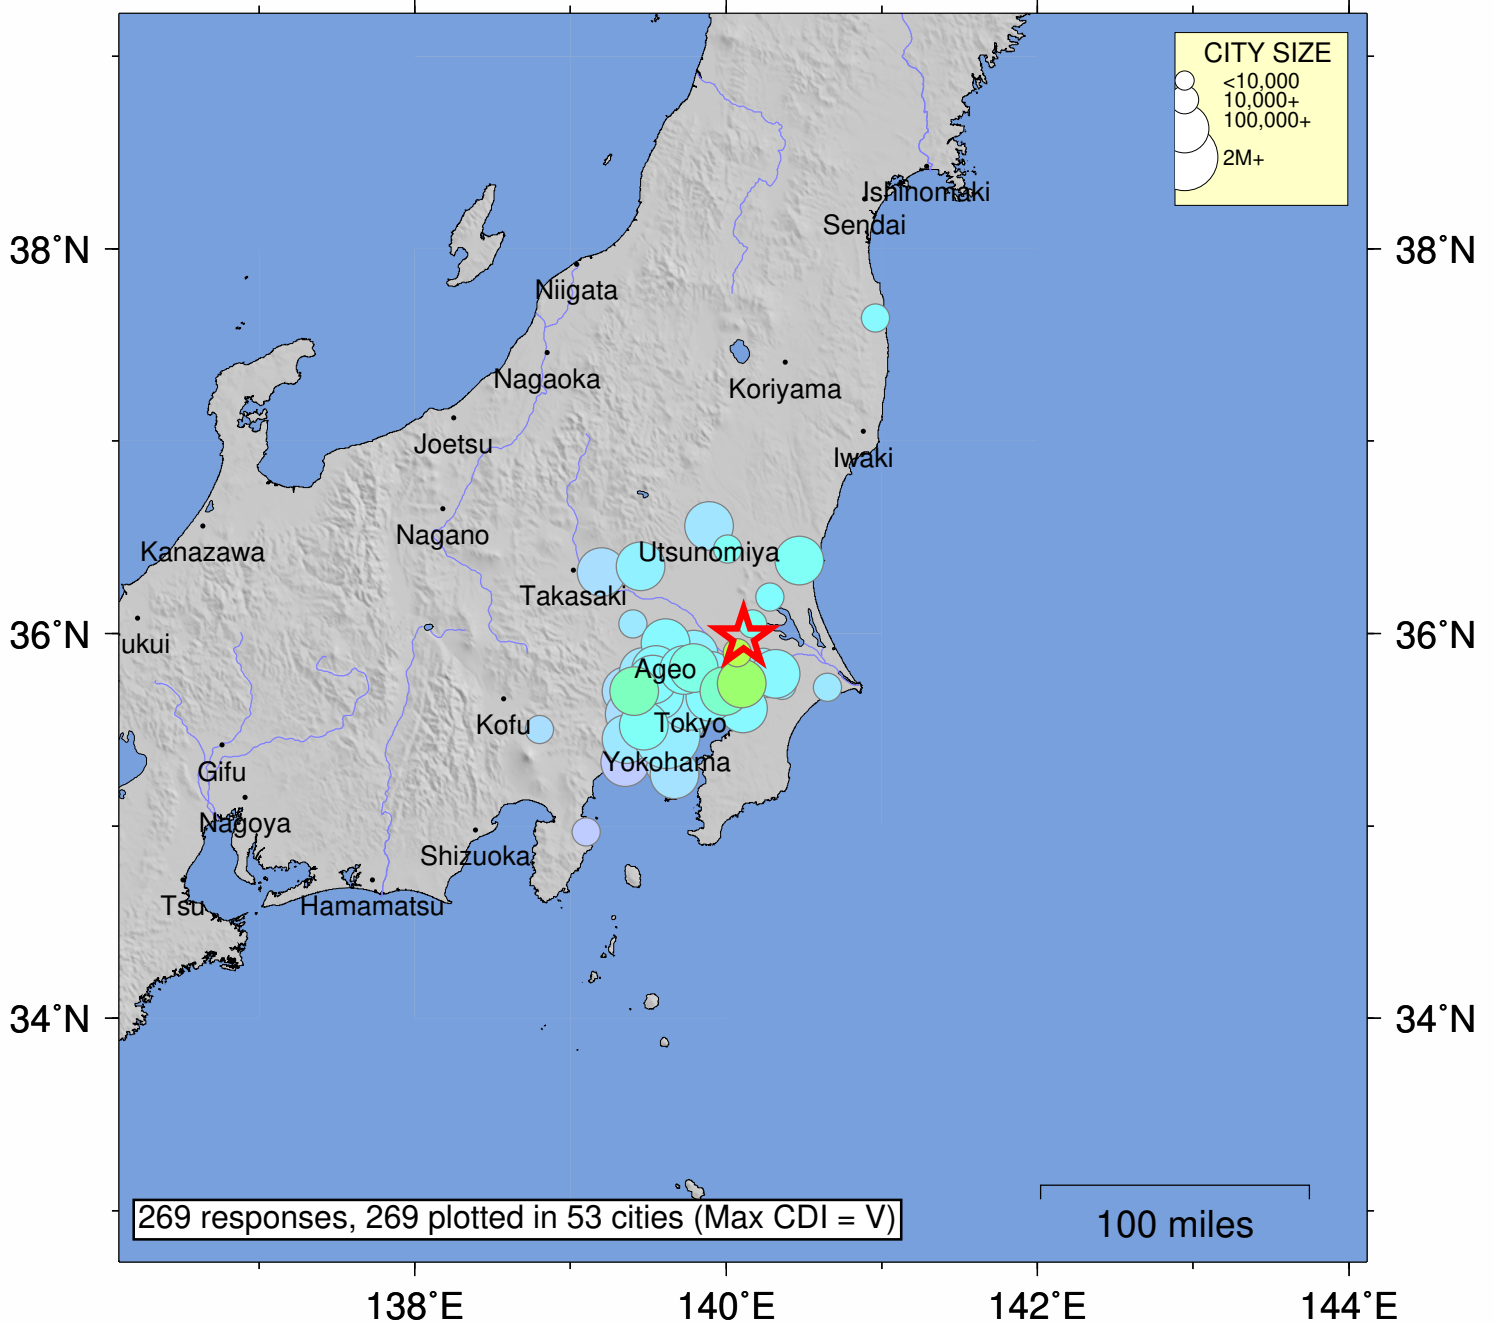 CITY SIZE
<10,000
10,000+
100,000+
2M+
Ishinomaki
Sendai
38°N
38°N
Niigata
Nagaoka
Koriyama
Joetsu
Iwaki
Nagano
Kanazawa
Utsunomiya
Takasaki
36°N
36°N
ukui
Ageo
Kofu
Tokyo
Yokohama
Gifu
Nagoya
Shizuoka
Tsu
Hamamatsu
34°N
34°N
269 responses, 269 plotted in 53 cities (Max CDI = V)
100 miles
138°E
140°E
142°E
144°E